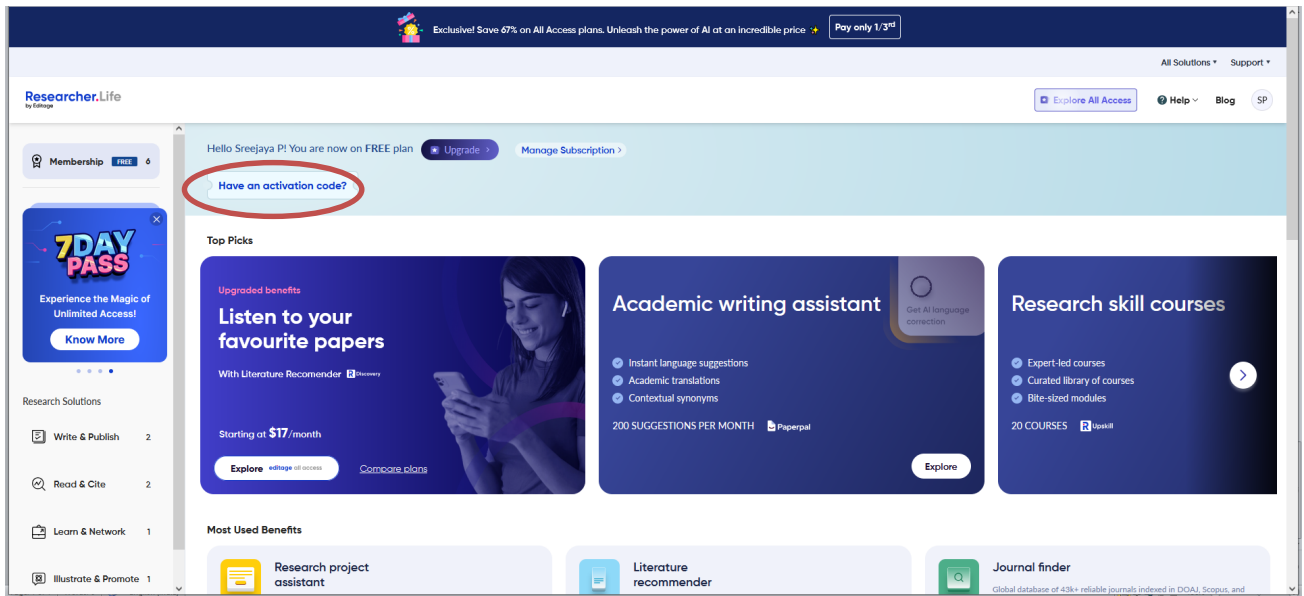 Exclusive! Save 67% on All Access plans. Unleash the power of AI at an incredible price
Pay only 1/3rd
All Solutions
Support
Researcher.Life
by Editage
Explore All Access
Help
Blog
SP
Membership FREE 6
Hello Sreejaya P! You are now on FREE plan
Upgrade
Manage Subscription
Have an activation code?
7DAY
PASS
Experience the Magic of
Unlimited Access!
Know More
Research Solutions
Write & Publish 2
Read & Cite 2
Learn & Network 1
Illustrate & Promote 1
Top Picks
Upgraded benefits
Listen to your
favourite papers
With Literature Recomender R Discovery
Starting at $17/month
Explore editage all access
Compare plans
Academic writing assistant
Get AI language
correction
Instant language suggestions
Academic translations
Contextual synonyms
200 SUGGESTIONS PER MONTH Paperpal
Explore
Research skill courses
Expert-led courses
Curated library of courses
Bite-sized modules
20 COURSES R Upskill
Most Used Benefits
Research project
assistant
Literature
recommender
Journal finder
Global database of 43k+ reliable journals indexed in DOAJ, Scopus, and